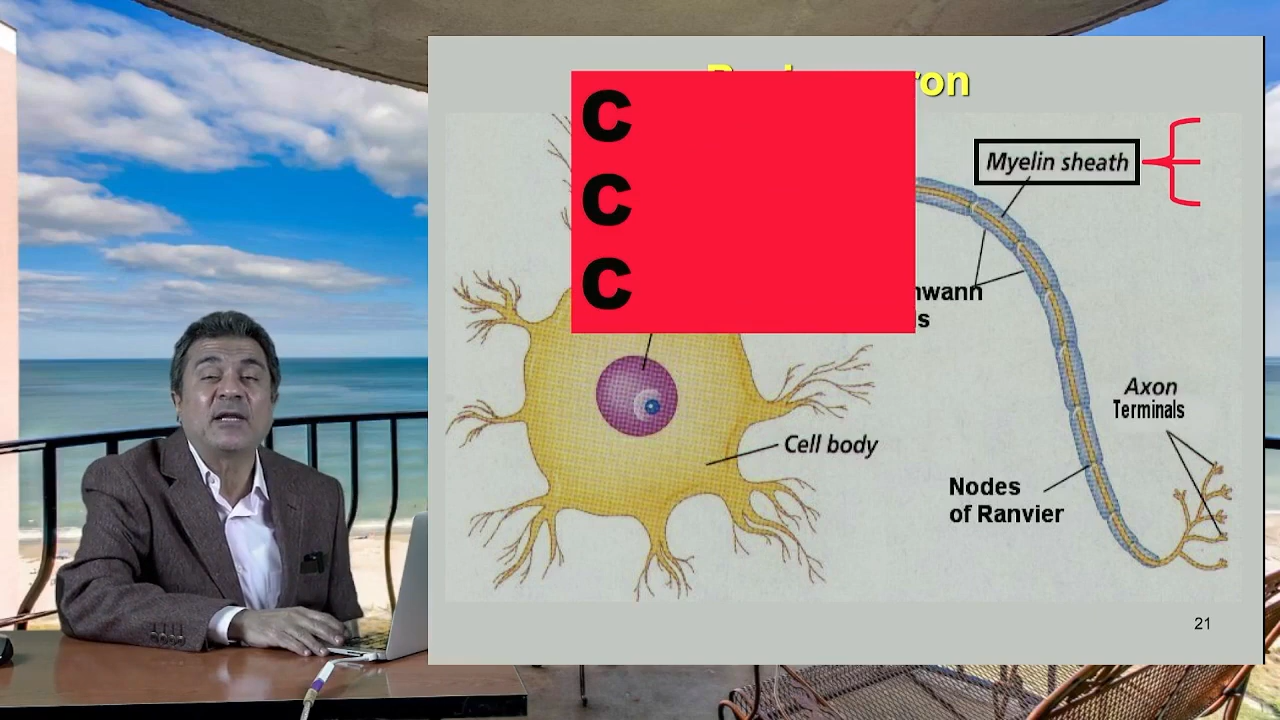 C
C
C
Myelin sheath
Cell body
Axon
Terminals
Nodes
of Ranvier
21